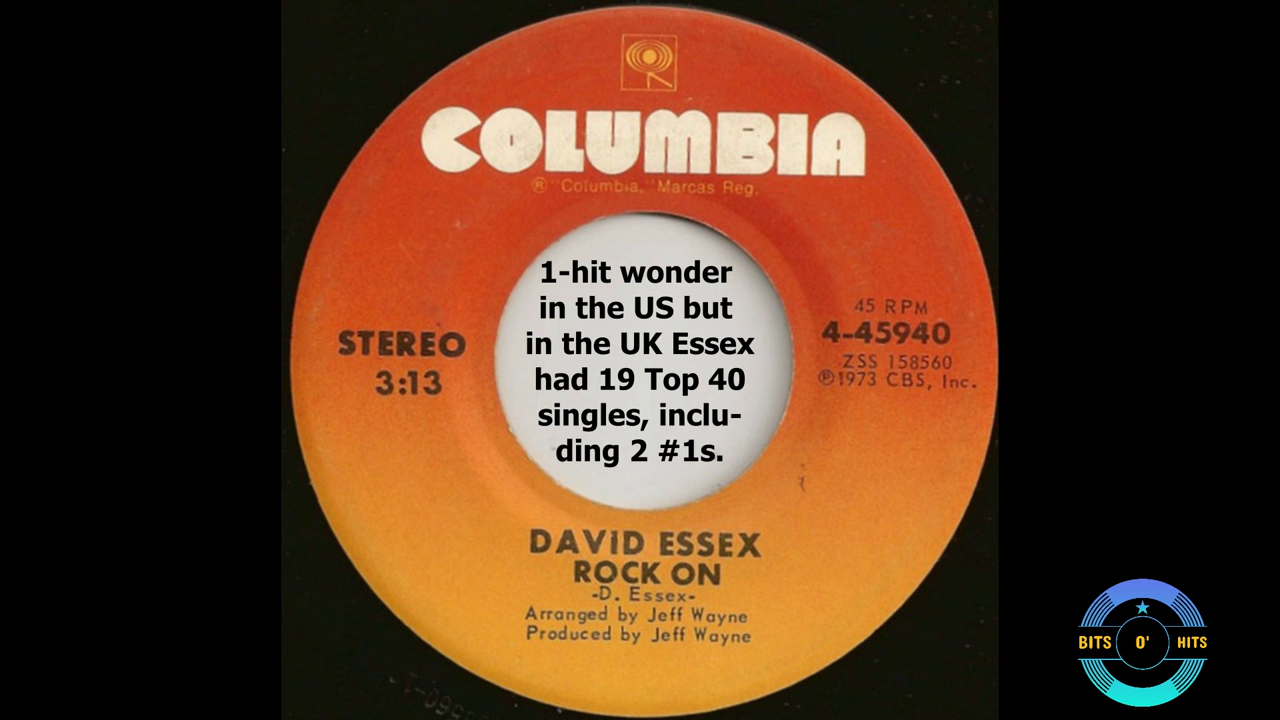 COLUMBIA
® "Columbia," Marcas Reg.
1-hit wonder
in the US but
in the UK Essex
had 19 Top 40
singles, inclu-
ding 2 #1s.
STEREO
3:13
45 RPM
4-45940
ZSS 158560
℗1973 CBS, Inc.
DAVID ESSEX
ROCK ON
-D. Essex-
Arranged by Jeff Wayne
Produced by Jeff Wayne
BITS O' HITS